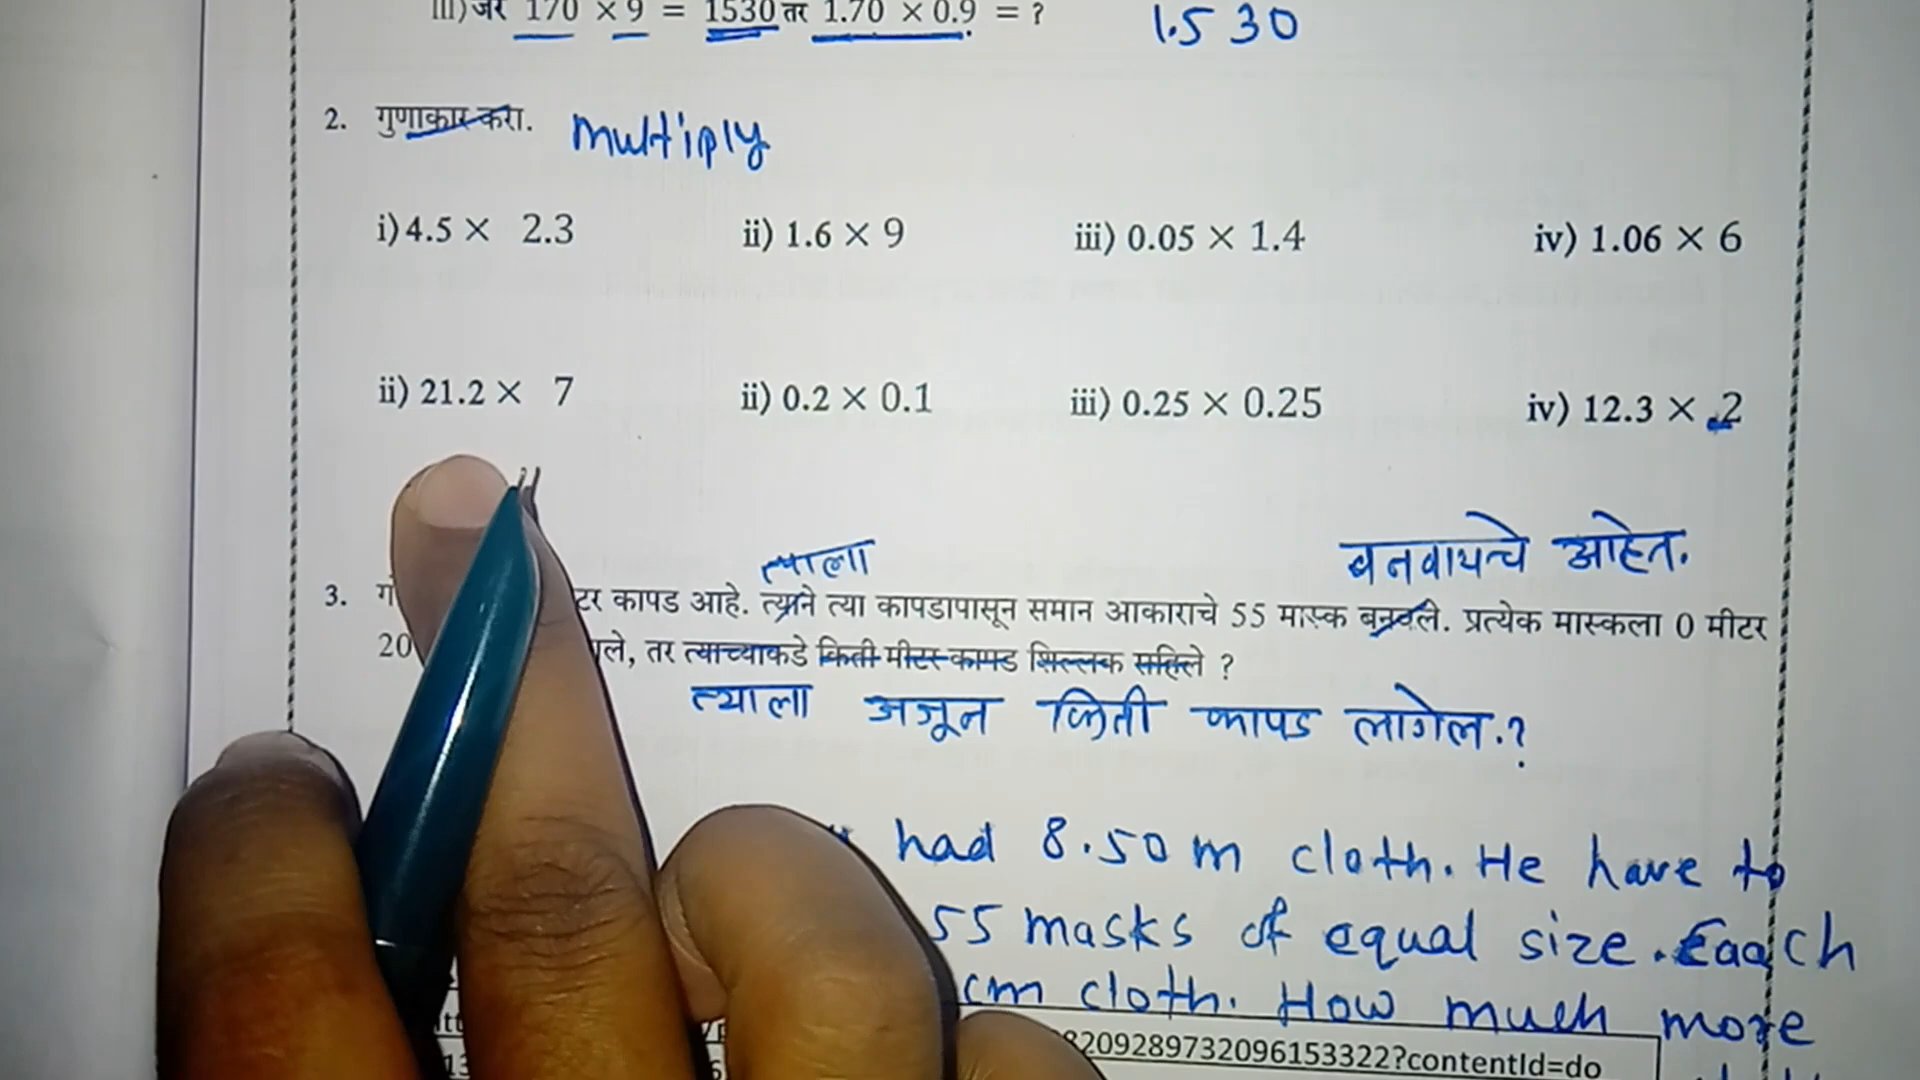 III) जर 170 × 9 = 1530 तर 1.70 × 0.9 = ? 1.530
2. गुणाकार करा. multiply
i) 4.5 × 2.3 ii) 1.6 × 9 iii) 0.05 × 1.4 iv) 1.06 × 6
ii) 21.2 × 7 ii) 0.2 × 0.1 iii) 0.25 × 0.25 iv) 12.3 × .2
त्याला बनवायचे आहेत.
3. टर कापड आहे. त्याने त्या कापडापासून समान आकाराचे 55 मास्क बनवले. प्रत्येक मास्कला 0 मीटर
20 गले, तर त्याच्याकडे किती मीटर कापड शिल्लक राहिले ?
त्याला अजून किती कापड लागेल.?
had 8.50 m cloth. He have to
55 masks of equal size. Eaach
cm cloth. How much more
8209289732096153322?contentId=do